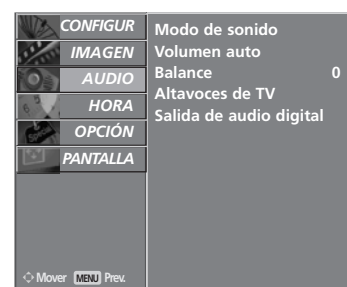 CONFIGUR
IMAGEN
AUDIO
HORA
OPCIÓN
PANTALLA
Modo de sonido
Volumen auto
Balance 0
Altavoces de TV
Salida de audio digital
Mover MENU Prev.